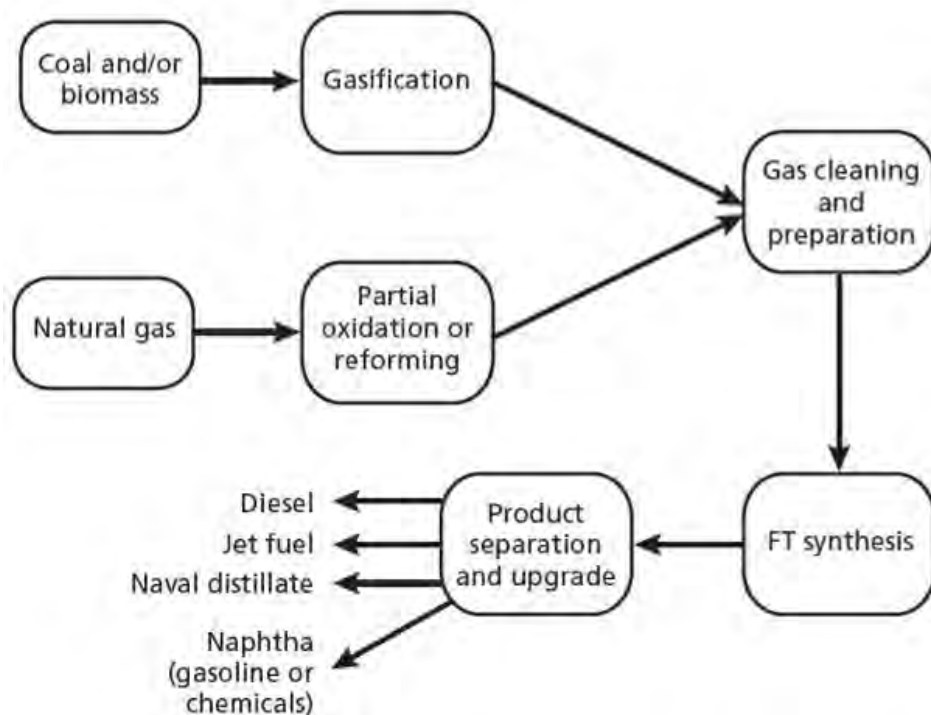 Coal and/or
biomass
Gasification
Gas cleaning
and
preparation
Natural gas
Partial
oxidation or
reforming
Diesel
Jet fuel
Naval distillate
Naphtha
(gasoline or
chemicals)
Product
separation
and upgrade
FT synthesis